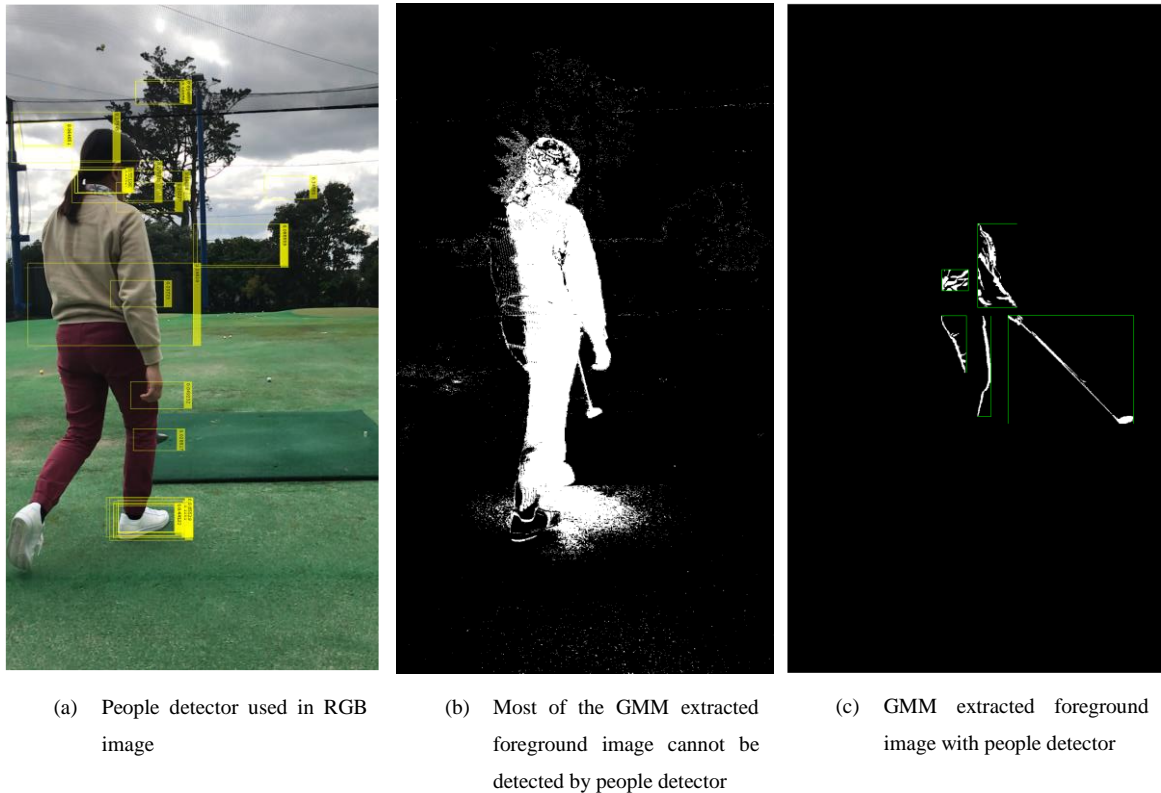 (a) People detector used in RGB
image
(b) Most of the GMM extracted
foreground image cannot be
detected by people detector
(c) GMM extracted foreground
image with people detector